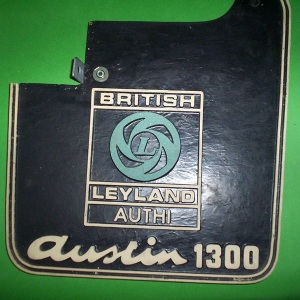 BRITISH
L
LEYLAND
AUTHI
austin 1300